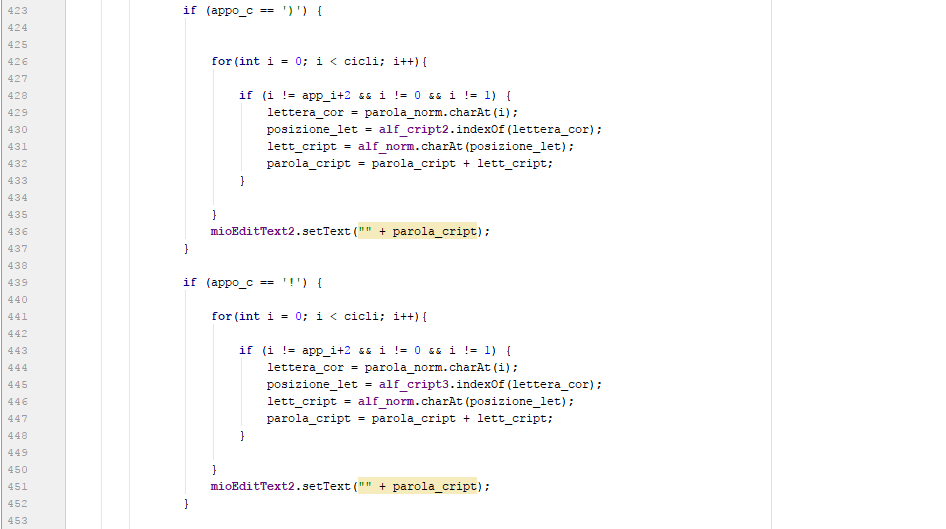 423 if (appo_c == ')') {
424
425
426 for(int i = 0; i < cicli; i++){
427
428 if (i != app_i+2 && i != 0 && i != 1) {
429 lettera_cor = parola_norm.charAt(i);
430 posizione_let = alf_cript2.indexOf(lettera_cor);
431 lett_cript = alf_norm.charAt(posizione_let);
432 parola_cript = parola_cript + lett_cript;
433 }
434
435 }
436 mioEditText2.setText("" + parola_cript);
437 }
438
439 if (appo_c == '!') {
440
441 for(int i = 0; i < cicli; i++){
442
443 if (i != app_i+2 && i != 0 && i != 1) {
444 lettera_cor = parola_norm.charAt(i);
445 posizione_let = alf_cript3.indexOf(lettera_cor);
446 lett_cript = alf_norm.charAt(posizione_let);
447 parola_cript = parola_cript + lett_cript;
448 }
449
450 }
451 mioEditText2.setText("" + parola_cript);
452 }
453